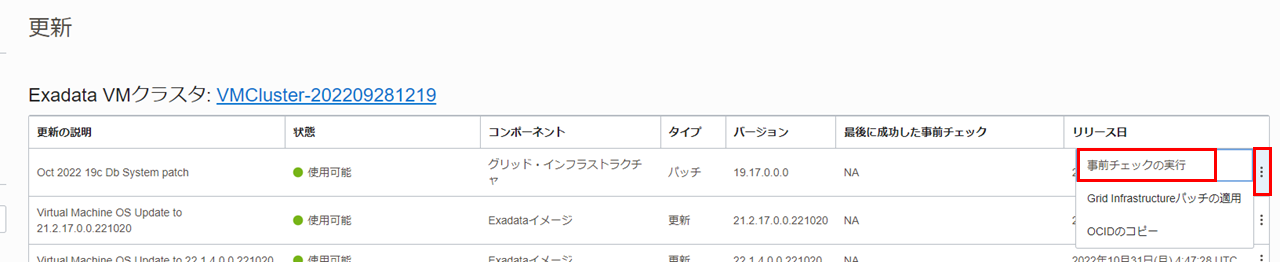 更新
Exadata VMクラスタ: VMCluster-202209281219
更新の説明 状態 コンポーネント タイプ バージョン 最後に成功した事前チェック リリース日
Oct 2022 19c Db System patch 使用可能 グリッド・インフラストラクチャ パッチ 19.17.0.0.0 NA
事前チェックの実行
Grid Infrastructureパッチの適用
OCIDのコピー
Virtual Machine OS Update to
21.2.17.0.0.221020 使用可能 Exadataイメージ 更新 21.2.17.0.0.221020 NA
Virtual Machine OS Update to 22.1.4.0.0.221020 使用可能 Exadataイメージ 更新 22.1.4.0.0.221020 NA 2022年10月31日(月) 4:47:28 UTC